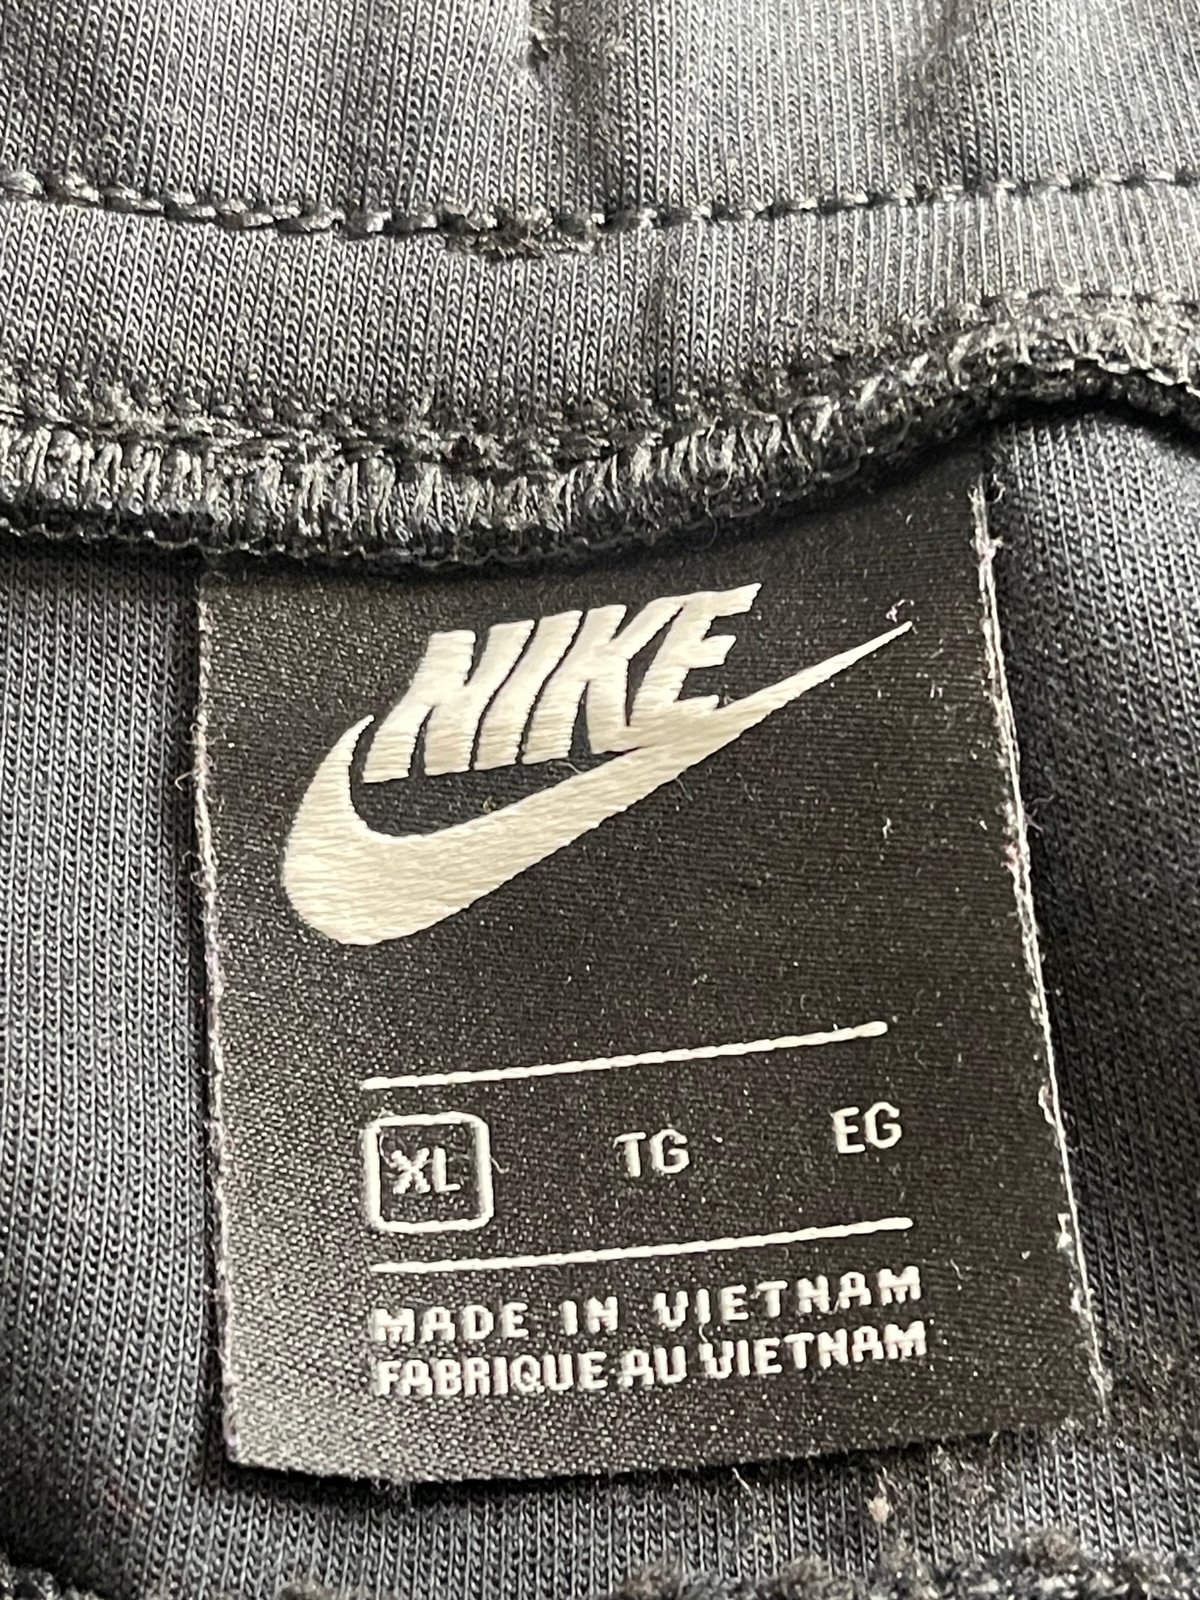 NIKE
XL TG EG
MADE IN VIETNAM
FABRIQUE AU VIETNAM